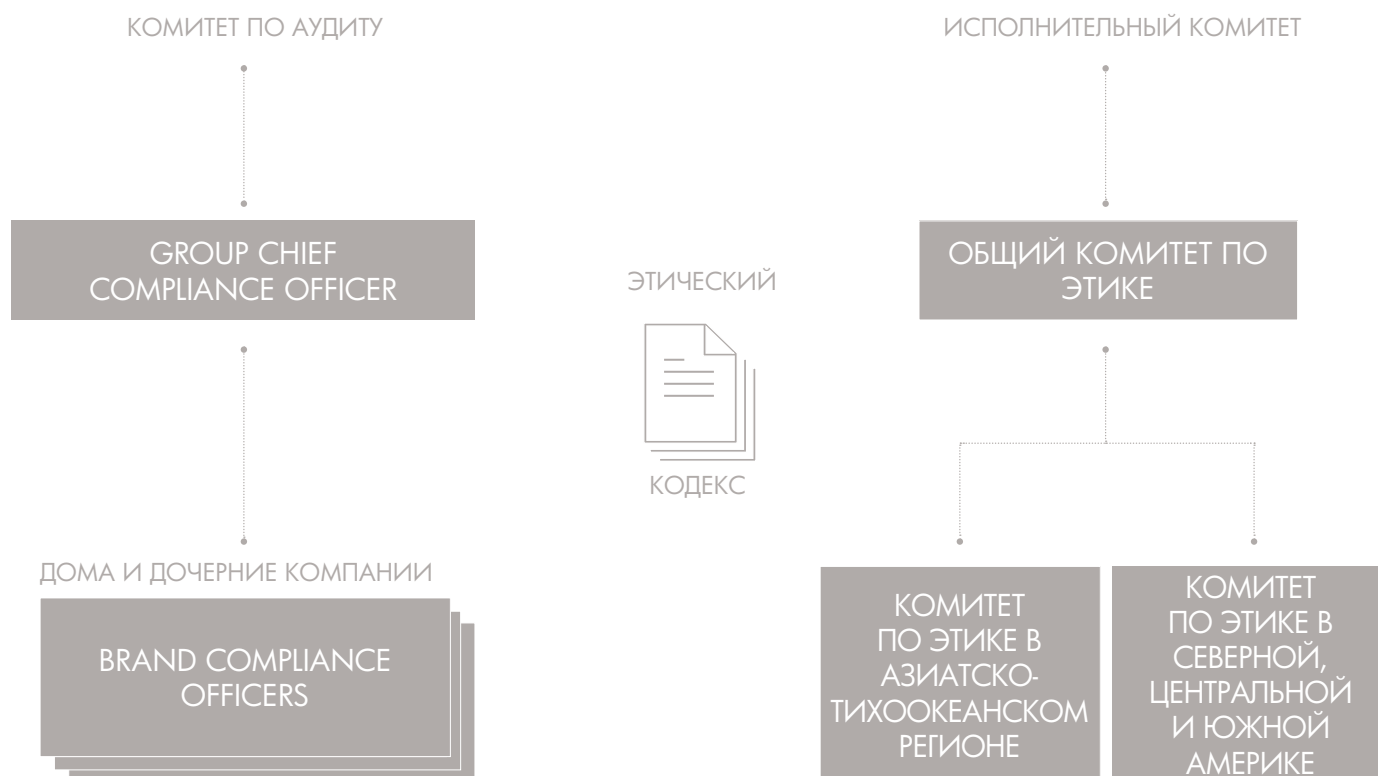 КОМИТЕТ ПО АУДИТУ
ИСПОЛНИТЕЛЬНЫЙ КОМИТЕТ
GROUP CHIEF
COMPLIANCE OFFICER
ОБЩИЙ КОМИТЕТ ПО
ЭТИКЕ
ЭТИЧЕСКИЙ
КОДЕКС
ДОМА И ДОЧЕРНИЕ КОМПАНИИ
BRAND COMPLIANCE
OFFICERS
КОМИТЕТ
ПО ЭТИКЕ В
АЗИАТСКО-
ТИХООКЕАНСКОМ
РЕГИОНЕ
КОМИТЕТ
ПО ЭТИКЕ В
СЕВЕРНОЙ,
ЦЕНТРАЛЬНОЙ
И ЮЖНОЙ
АМЕРИКЕ